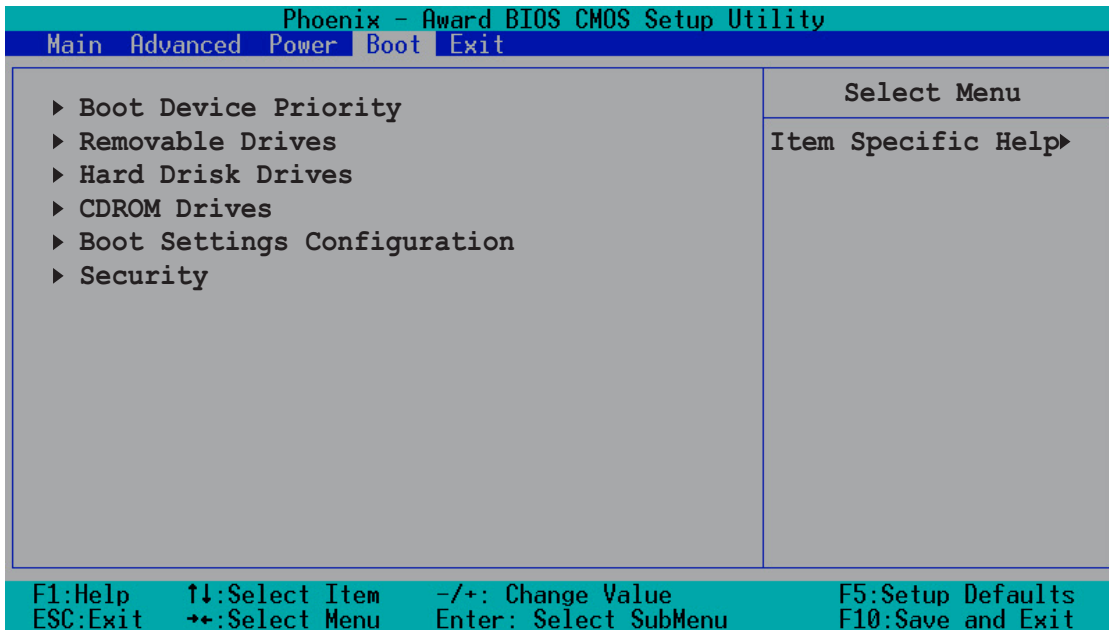 Phoenix - Award BIOS CMOS Setup Utility
Main Advanced Power Boot Exit
Boot Device Priority
Removable Drives
Hard Drisk Drives
CDROM Drives
Boot Settings Configuration
Security
Select Menu
Item Specific Help▸
F1:Help ↑↓:Select Item -/+: Change Value F5:Setup Defaults
ESC:Exit →←:Select Menu Enter: Select SubMenu F10:Save and Exit